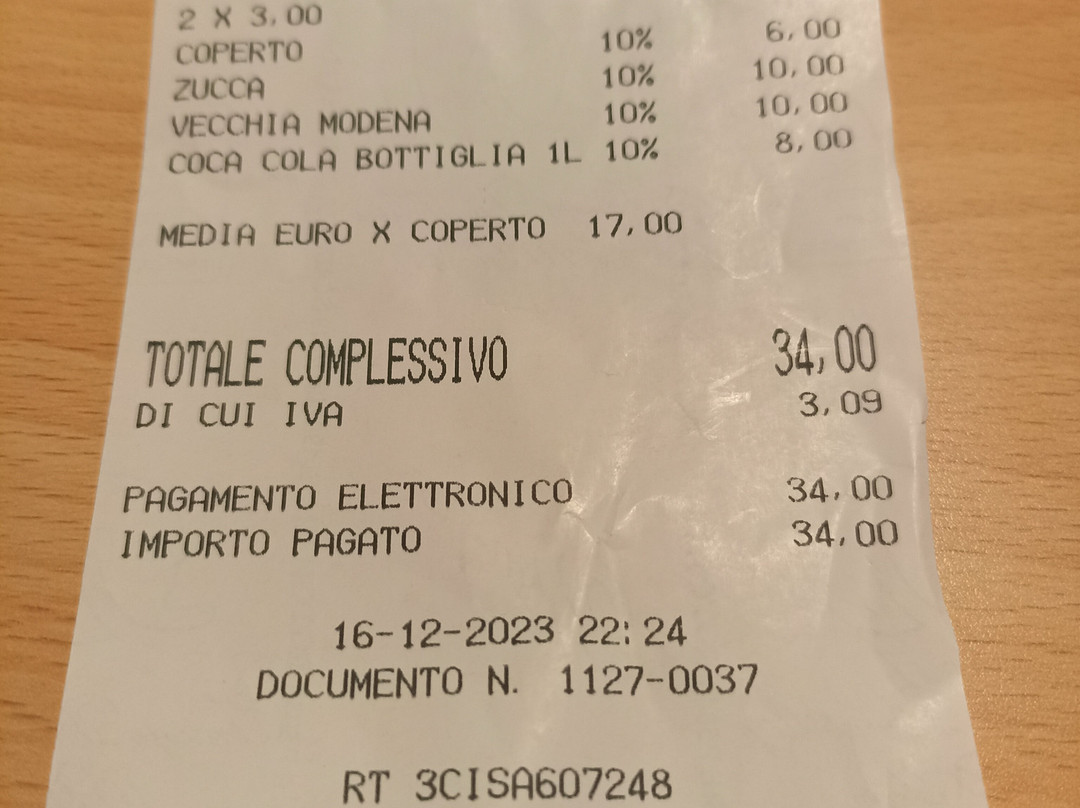 2 X 3,00
COPERTO 10% 6,00
ZUCCA 10% 10,00
VECCHIA MODENA 10% 10,00
COCA COLA BOTTIGLIA 1L 10% 8,00
MEDIA EURO X COPERTO 17,00
TOTALE COMPLESSIVO 34,00
DI CUI IVA 3,09
PAGAMENTO ELETTRONICO 34,00
IMPORTO PAGATO 34,00
16-12-2023 22:24
DOCUMENTO N. 1127-0037
RT 3CISA607248